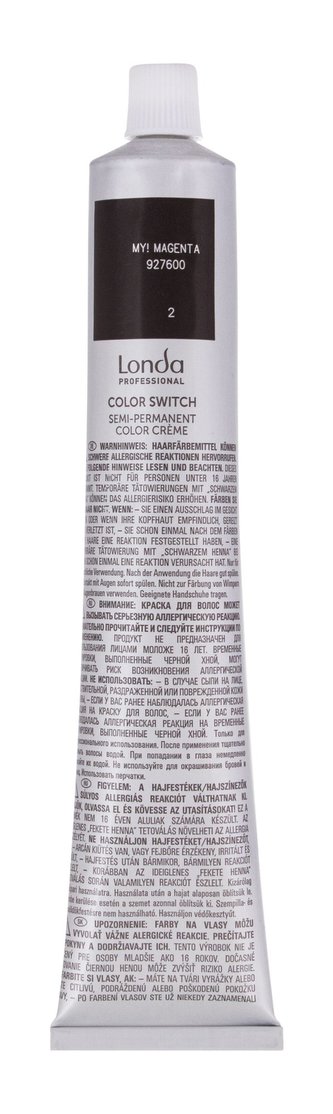 MY! MAGENTA
927600
2
Londa
PROFESSIONAL
COLOR SWITCH
SEMI-PERMANENT
COLOR CRÈME
WARNHINWEIS: HAARFÄRBEMITTEL KÖNNEN
SCHWERE ALLERGISCHE REAKTIONEN HERVORRUFEN.
FOLGENDE HINWEISE LESEN UND BEACHTEN. DIESES
IST NICHT FÜR PERSONEN UNTER 16 JAHREN
TEMPORÄRE TÄTOWIERUNGEN MIT „SCHWARZEM
KÖNNEN DAS ALLERGIERISIKO ERHÖHEN. FÄRBEN SIE
HAAR NICHT, WENN: – SIE EINEN AUSSCHLAG IM GESICHT
ODER WENN IHRE KOPFHAUT EMPFINDLICH, GEREIZT
VERLETZT IST, – SIE SCHON EINMAL NACH DEM FÄRBEN
HAARE EINE REAKTION FESTGESTELLT HABEN, – EINE
TÄTOWIERUNG MIT „SCHWARZEM HENNA" BEI
SCHON EINMAL EINE REAKTION VERURSACHT HAT. Nur
Verwendung. Nach der Anwendung die Haare gut spülen.
mit Augen sofort spülen. Nicht zur Färbung von Wimpern
Augenbrauen verwenden. Geeignete Handschuhe tragen.
ВНИМАНИЕ: КРАСКА ДЛЯ ВОЛОС МОЖЕТ
ВЫЗЫВАТЬ СЕРЬЕЗНУЮ АЛЛЕРГИЧЕСКУЮ РЕАКЦИЮ.
ПРОЧИТАЙТЕ И СЛЕДУЙТЕ ИНСТРУКЦИИ ПО
ПРОДУКТ НЕ ПРЕДНАЗНАЧЕН ДЛЯ
ЛИЦАМИ МОЛОЖЕ 16 ЛЕТ. ВРЕМЕННЫЕ
ВЫПОЛНЕННЫЕ ЧЕРНОЙ ХНОЙ, МОГУТ
РИСК ВОЗНИКНОВЕНИЯ АЛЛЕРГИИ
НЕ ИСПОЛЬЗОВАТЬ: – В СЛУЧАЕ СЫПИ НА ЛИЦЕ,
РАЗДРАЖЕННОЙ ИЛИ ПОВРЕЖДЕННОЙ КОЖИ
– ЕСЛИ У ВАС РАНЕЕ НАБЛЮДАЛАСЬ АЛЛЕРГИЧЕСКАЯ
НА КРАСКУ ДЛЯ ВОЛОС, – ЕСЛИ У ВАС РАНЕЕ
АЛЛЕРГИЧЕСКАЯ РЕАКЦИЯ НА ВРЕМЕННЫЕ
ВЫПОЛНЕННЫЕ ЧЕРНОЙ ХНОЙ. Только для
использования. После применения тщательно
волосы водой. При попадании в глаза немедленно
их водой. Не использовать для окрашивания бровей и
Использовать перчатки.
FIGYELEM: A HAJFESTÉKEK/HAJSZÍNEZŐK
SÚLYOS ALLERGIÁS REAKCIÓT VÁLTHATNAK KI.
OLVASSA EL ÉS KÖVESSE AZ UTASÍTÁSOKAT! EZ
NEM 16 ÉVEN ALULIAK SZÁMÁRA KÉSZÜLT. AZ
„FEKETE HENNA" TETOVÁLÁS NÖVELHETI AZ ALLERGIA
NE HASZNÁLJON HAJFESTÉKET/HAJSZÍNEZŐT,
ARCÁN KIÜTÉS VAN, VAGY FEJBŐRE ÉRZÉKENY, IRRITÁLT ÉS
– HAJFESTÉS UTÁN BÁRMIKOR, BÁRMILYEN REAKCIÓT
– KORÁBBAN AZ IDEIGLENES „FEKETE HENNA"
SORÁN VALAMILYEN REAKCIÓT ÉSZLELT. Kizárólag
használatra. Használata után a hajat alaposan öblítsük ki.
kerülése esetén a szemet azonnal öblítsük ki. Szempilla- és
nem használható. Használjon védőkesztyűt.
SK UPOZORNENIE: FARBY NA VLASY MÔŽU
VYVOLAŤ VÁŽNE ALERGICKÉ REAKCIE. PREČÍTAJTE
POKYNY A DODRŽIAVAJTE ICH. TENTO VÝROBOK NIE JE
PRE OSOBY MLADŠIE AKO 16 ROKOV. DOČASNÉ
TETOVANIE ČIERNOU HENOU MÔŽE ZVÝŠIŤ RIZIKO ALERGIE.
NEFARBITE SI VLASY, AK: – MÁTE NA TVÁRI VYRÁŽKY ALEBO
CITLIVÚ, PODRÁŽDENÚ ALEBO POŠKODENÚ POKOŽKU
– PO FARBENÍ VLASOV STE UŽ NIEKEDY ZAZNAMENALI